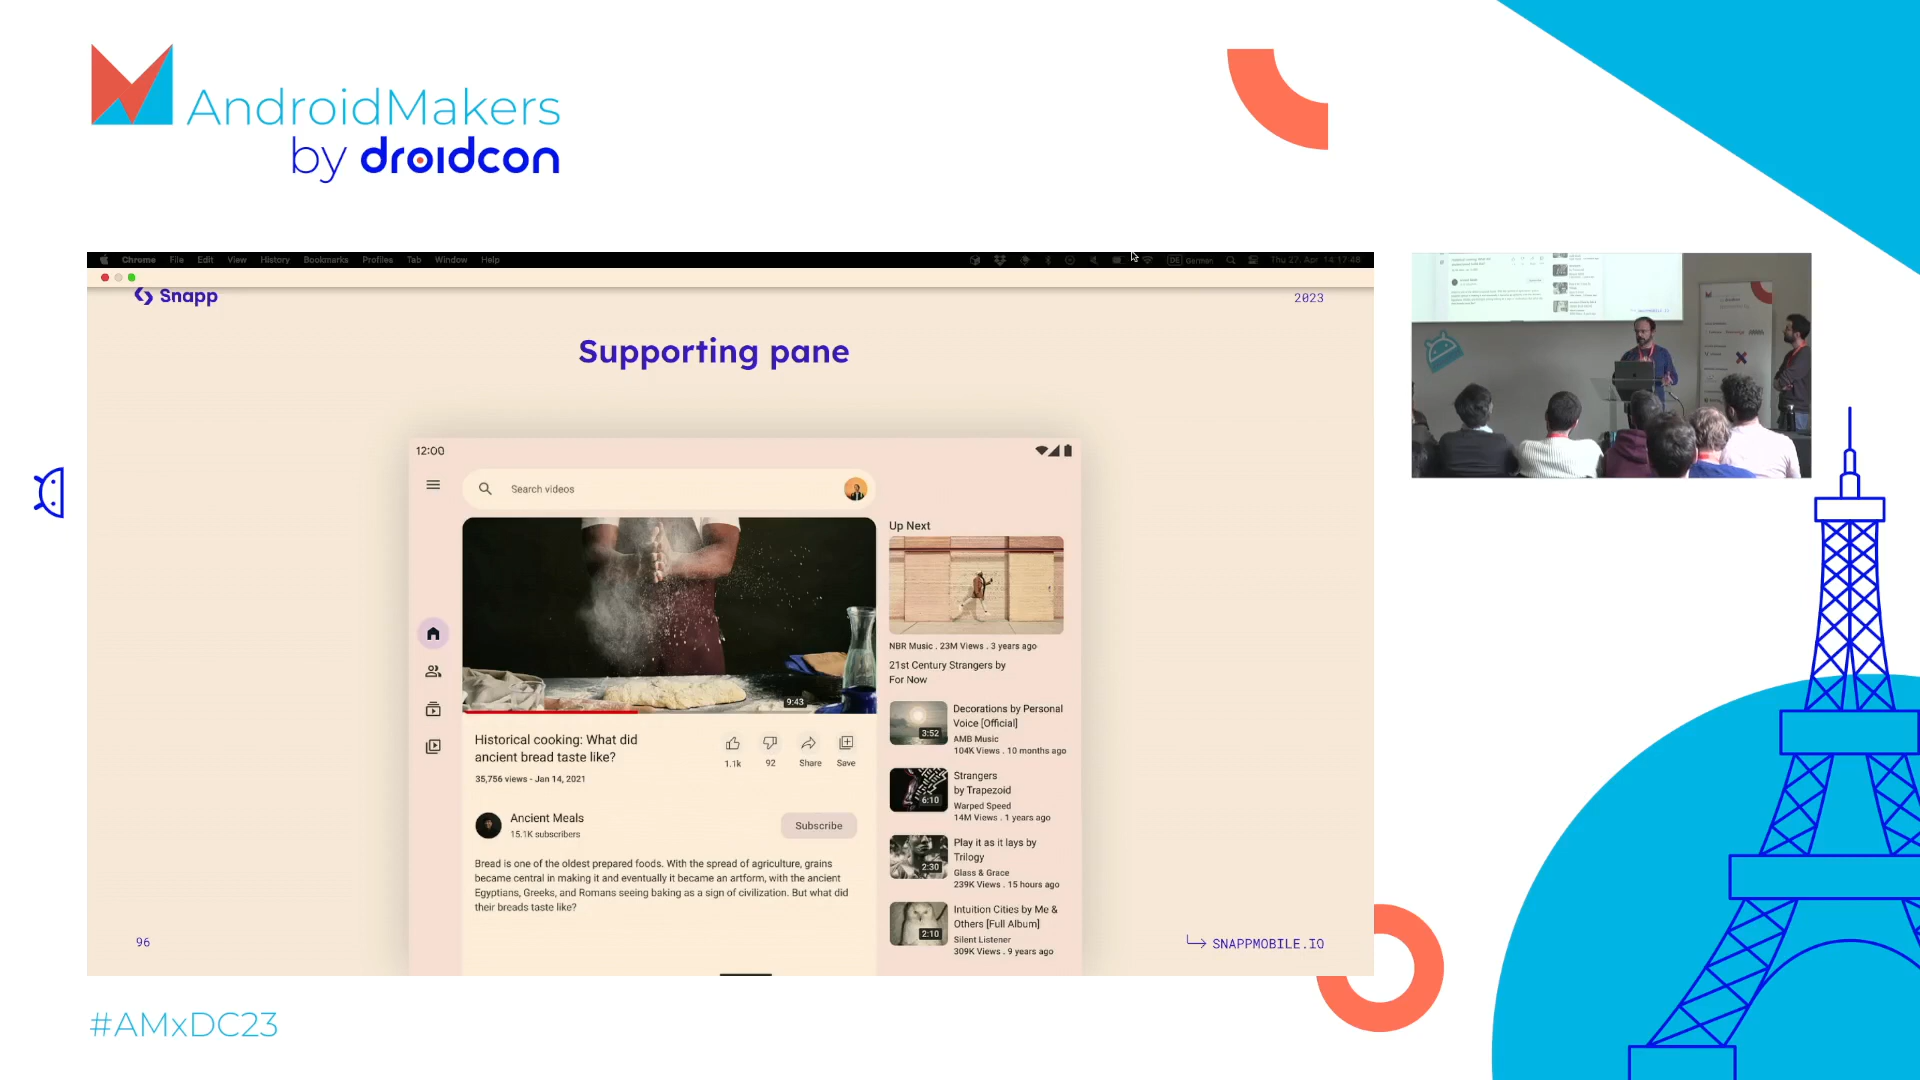 AndroidMakers
by droidcon
Chrome File Edit View History Bookmarks Profiles Tab Window Help
DE German
Thu 27. Apr 14:17:48
Snapp
2023
Supporting pane
12:00
Search videos
Up Next
NBR Music . 23M Views . 3 years ago
21st Century Strangers by
For Now
9:43
Historical cooking: What did
ancient bread taste like?
35,756 views - Jan 14, 2021
1.1k
92
Share
Save
Ancient Meals
15.1K subscribers
Subscribe
Bread is one of the oldest prepared foods. With the spread of agriculture, grains
became central in making it and eventually it became an artform, with the ancient
Egyptians, Greeks, and Romans seeing baking as a sign of civilization. But what did
their breads taste like?
3:52
Decorations by Personal
Voice [Official]
AMB Music
104K Views . 10 months ago
6:10
Strangers
by Trapezoid
Warped Speed
14M Views . 1 years ago
2:30
Play it as it lays by
Trilogy
Glass & Grace
239K Views . 15 hours ago
2:10
Intuition Cities by Me &
Others [Full Album]
Silent Listener
309K Views . 9 years ago
96
SNAPPMOBILE.IO
#AMxDC23